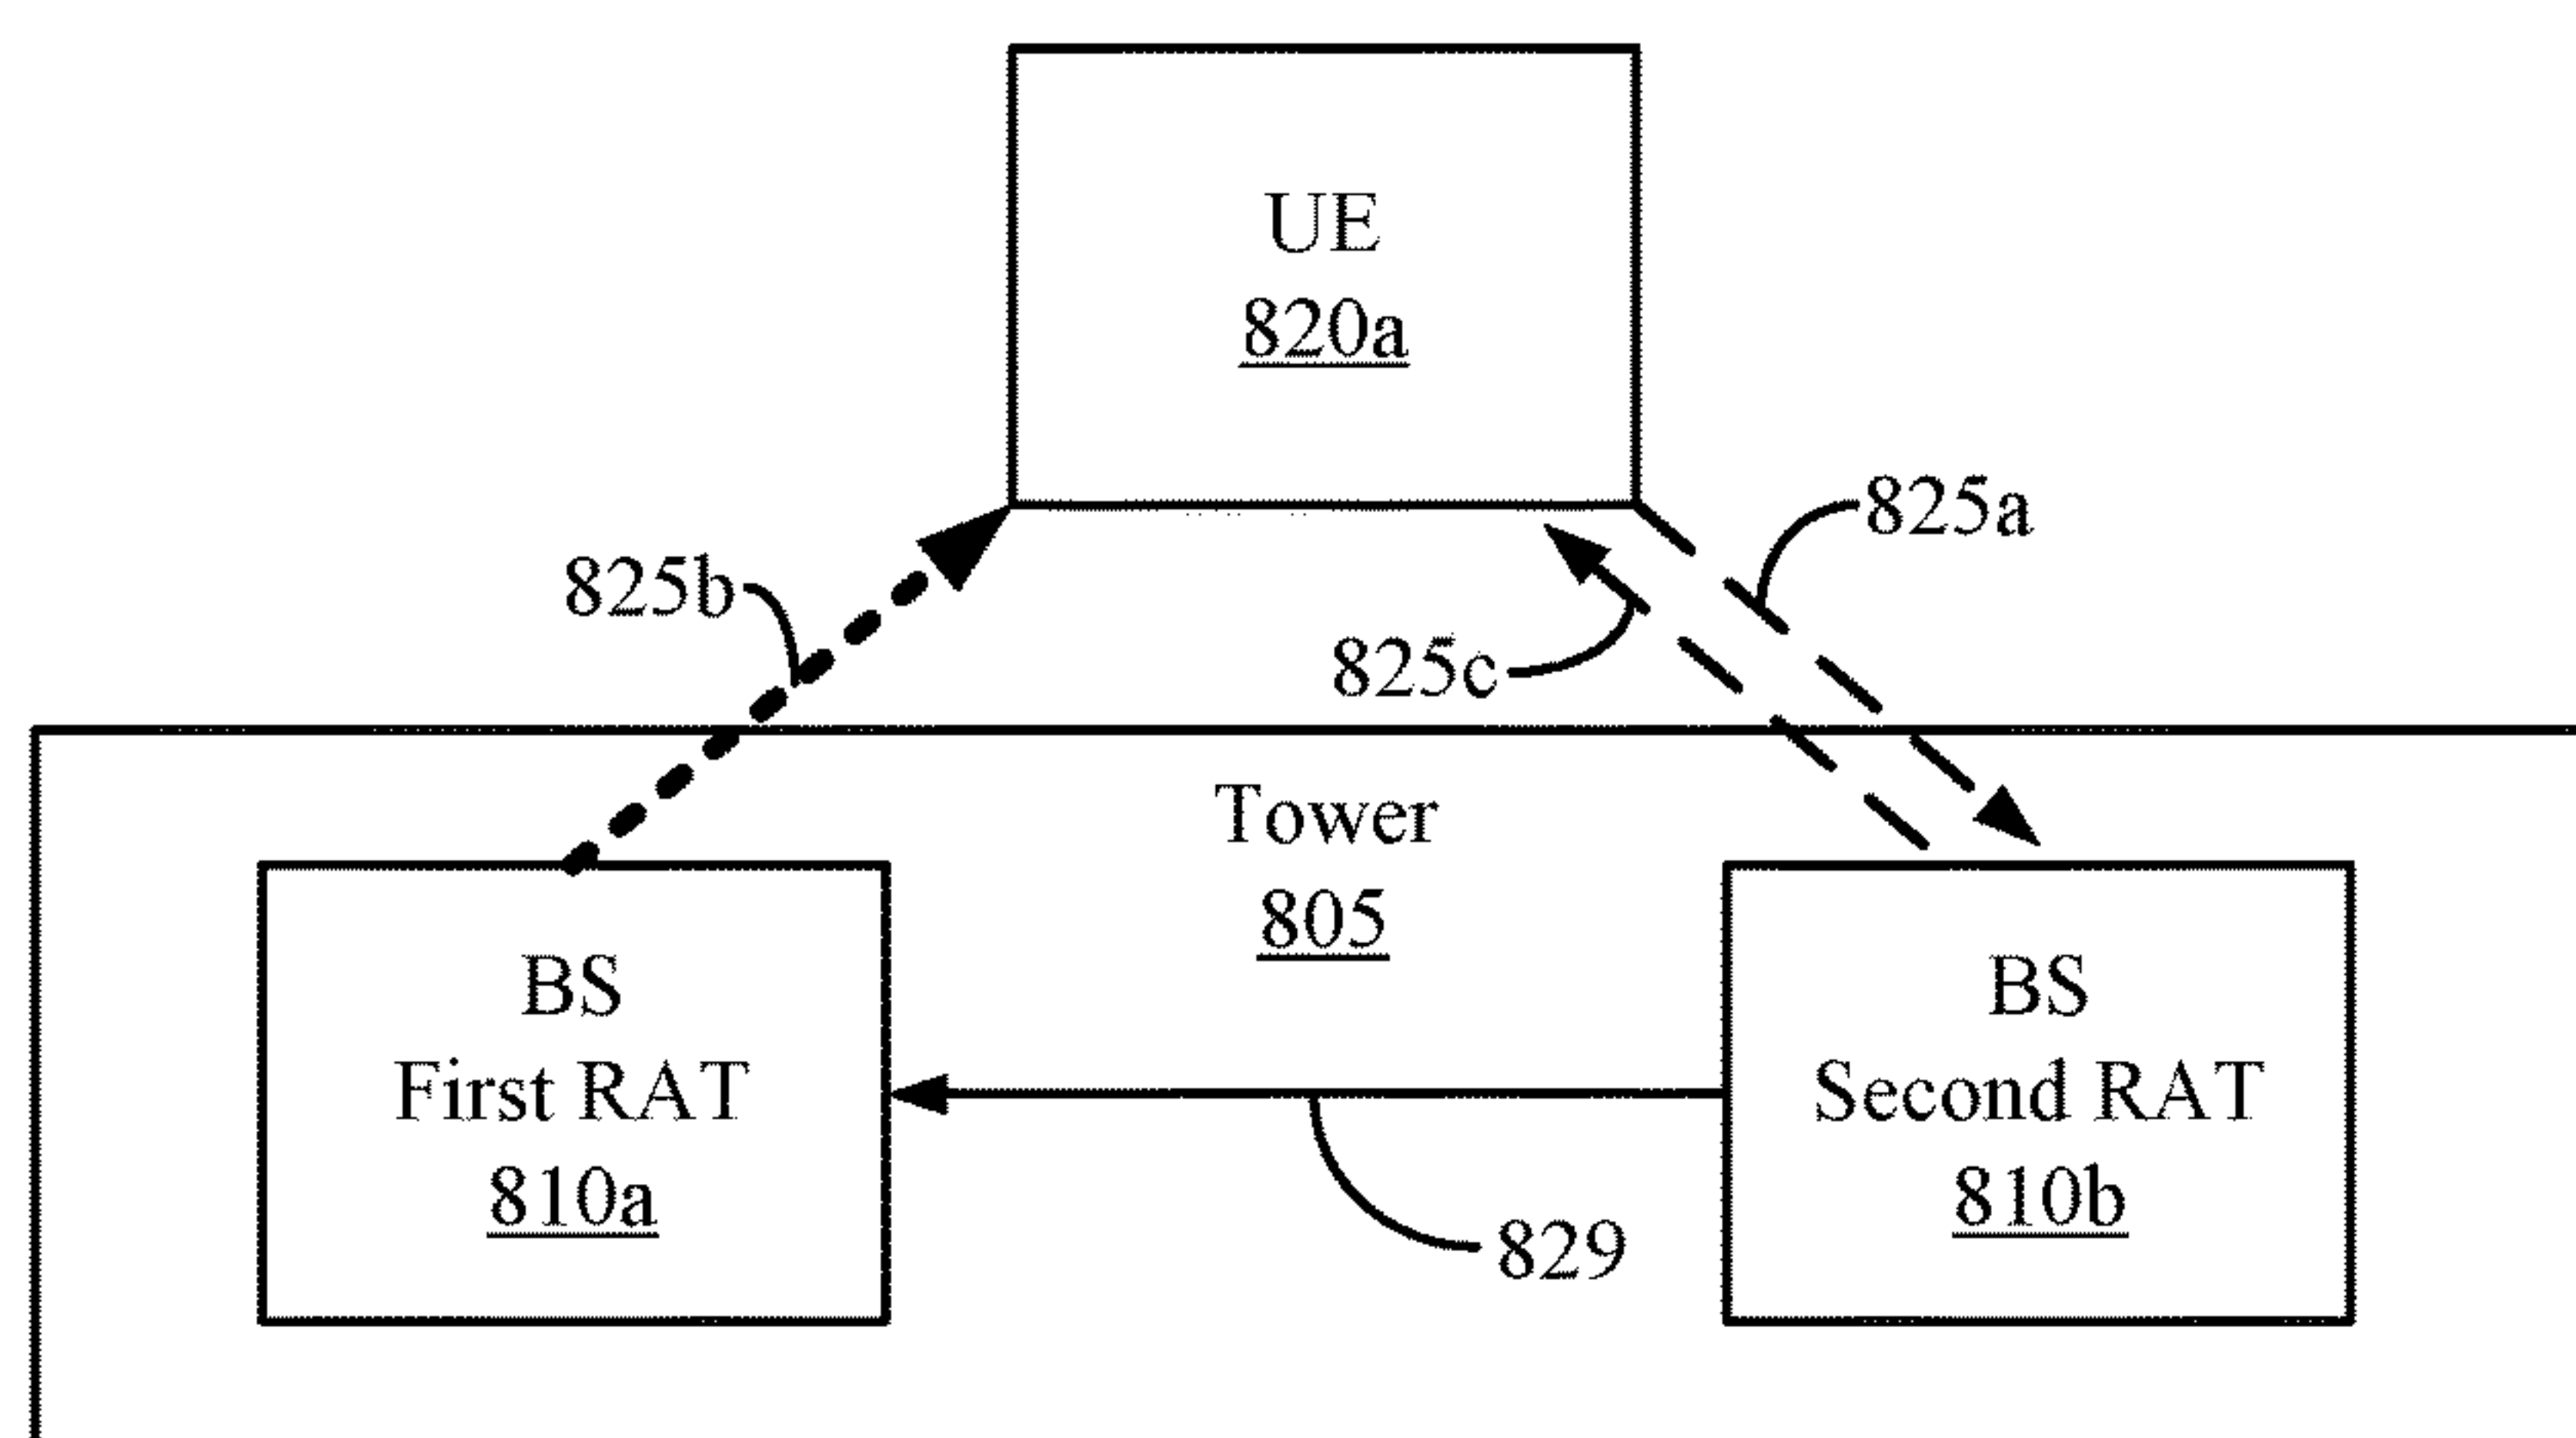 UE
820a
825a
825b
825c
Tower
805
BS
First RAT
810a
BS
Second RAT
810b
829